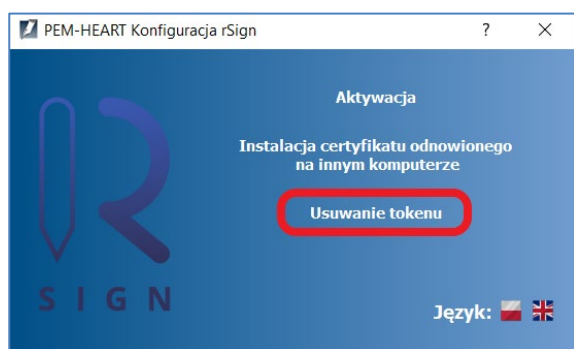 PEM-HEART Konfiguracja rSign
?
Aktywacja
Instalacja certyfikatu odnowionego
na innym komputerze
Usuwanie tokenu
R
SIGN
Język: